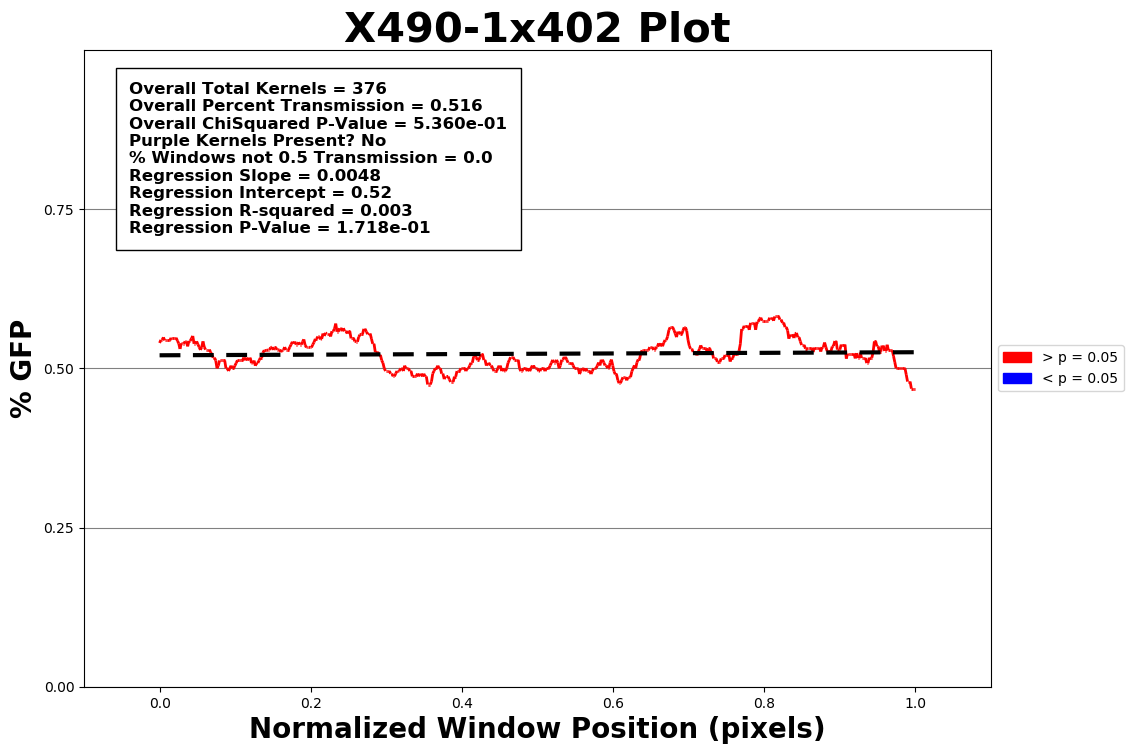 X490-1x402 Plot
Overall Total Kernels = 376
Overall Percent Transmission = 0.516
Overall ChiSquared P-Value = 5.360e-01
Purple Kernels Present? No
% Windows not 0.5 Transmission = 0.0
Regression Slope = 0.0048
Regression Intercept = 0.52
Regression R-squared = 0.003
Regression P-Value = 1.718e-01
% GFP
0.75
0.50
0.25
0.00
0.0 0.2 0.4 0.6 0.8 1.0
Normalized Window Position (pixels)
> p = 0.05
< p = 0.05